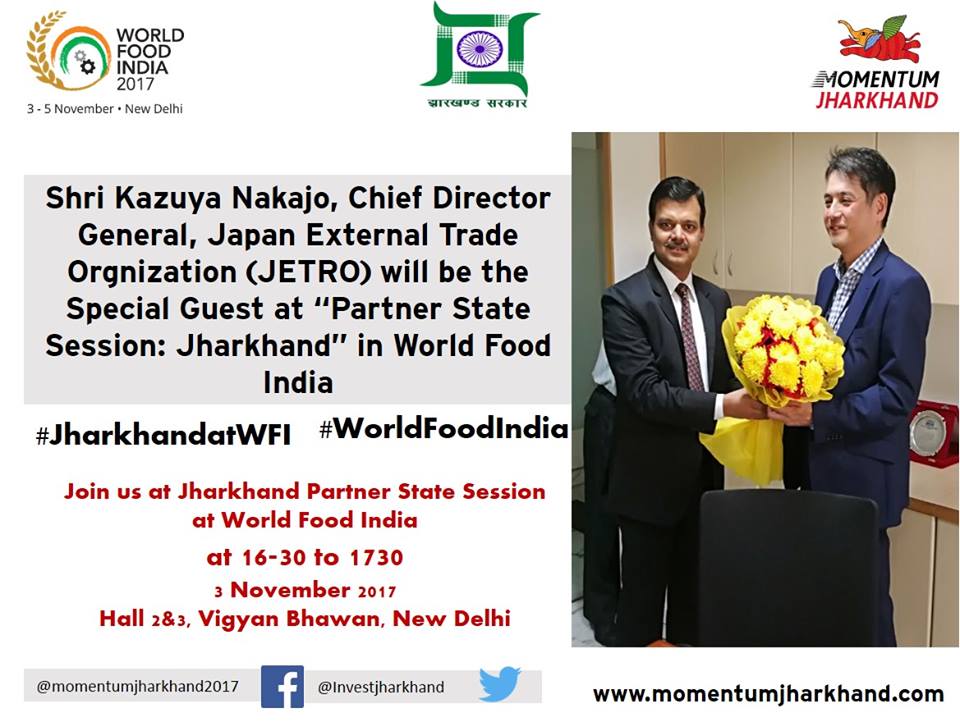 WORLD
FOOD
INDIA
2017
3 - 5 November • New Delhi
झारखण्ड सरकार
MOMENTUM
JHARKHAND
Shri Kazuya Nakajo, Chief Director
General, Japan External Trade
Orgnization (JETRO) will be the
Special Guest at “Partner State
Session: Jharkhand” in World Food
India
#JharkhandatWFI #WorldFoodIndia
Join us at Jharkhand Partner State Session
at World Food India
at 16-30 to 1730
3 November 2017
Hall 2&3, Vigyan Bhawan, New Delhi
@momentumjharkhand2017 @Investjharkhand
www.momentumjharkhand.com